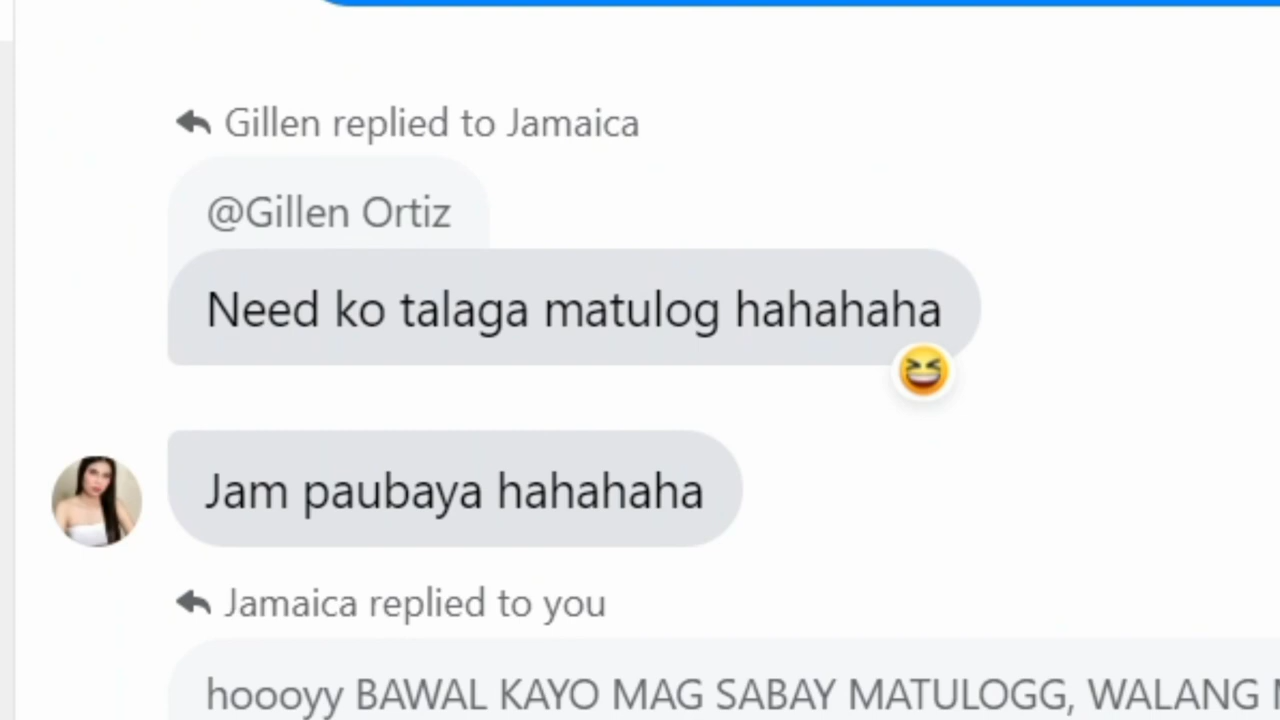 Gillen replied to Jamaica
@Gillen Ortiz
Need ko talaga matulog hahahaha
Jam paubaya hahahaha
Jamaica replied to you
hoooyy BAWAL KAYO MAG SABAY MATULOGG, WALANG